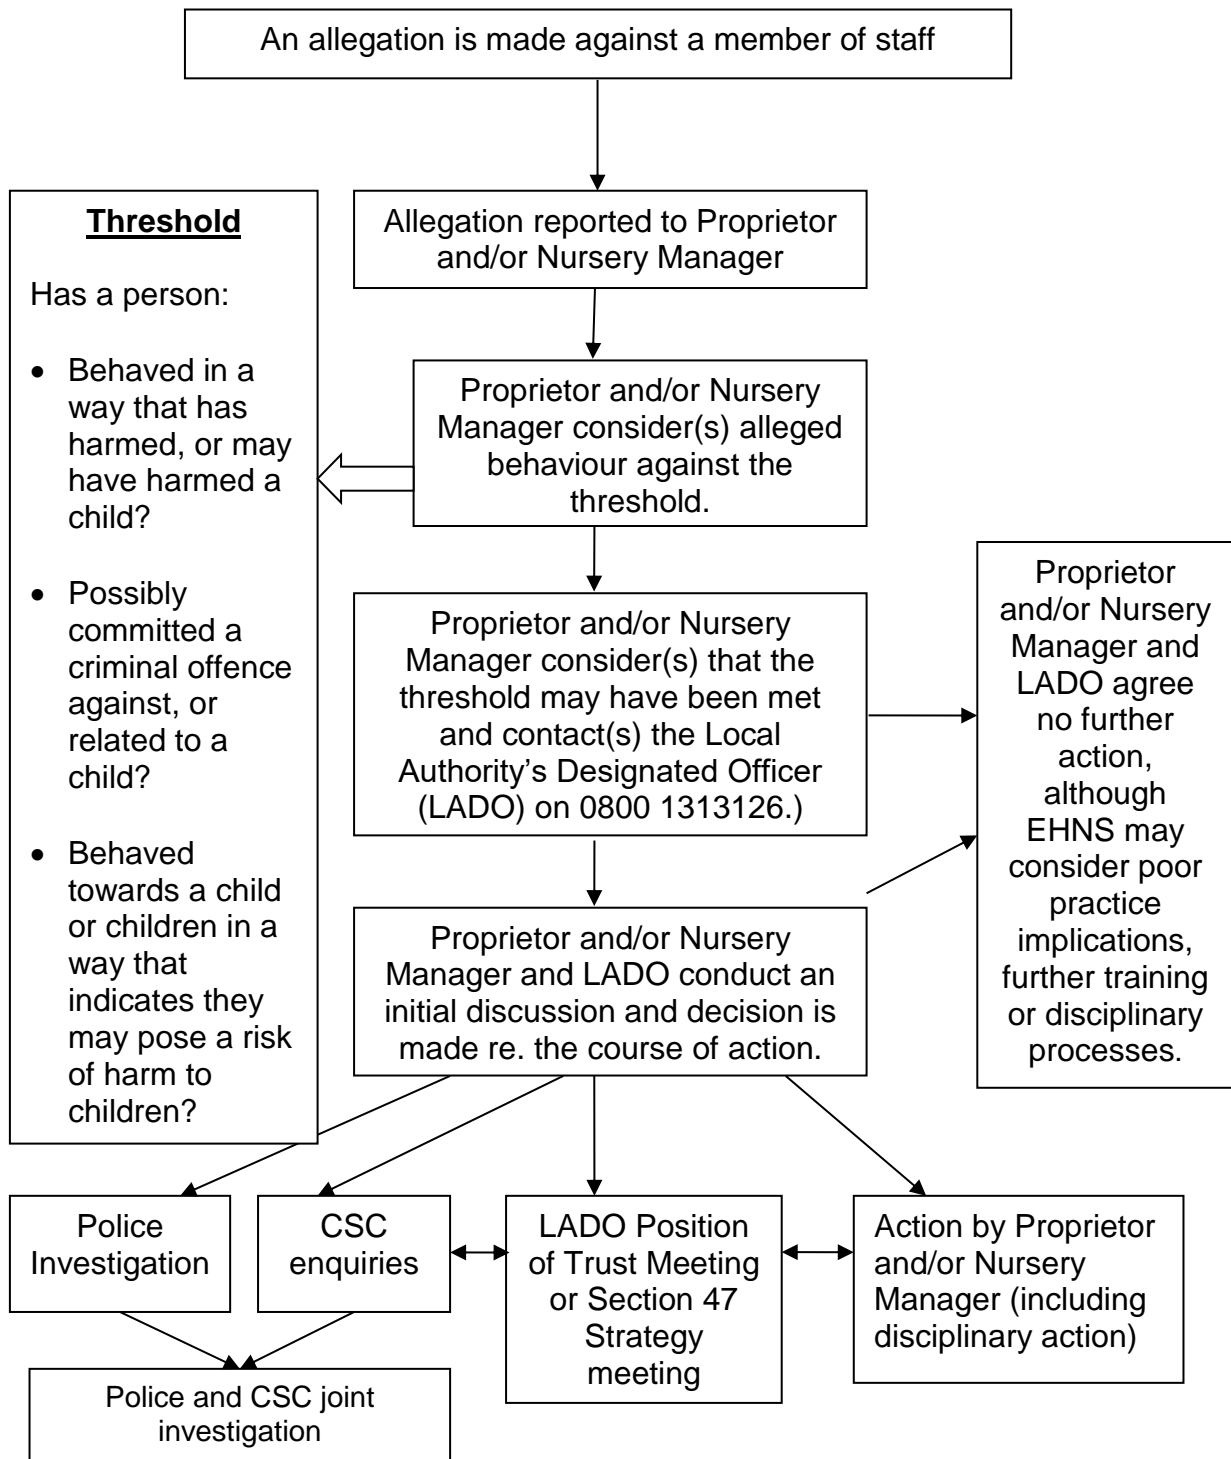 An allegation is made against a member of staff
Allegation reported to Proprietor
and/or Nursery Manager
Threshold
Has a person:
• Behaved in a
way that has
harmed, or may
have harmed a
child?
• Possibly
committed a
criminal offence
against, or
related to a
child?
• Behaved
towards a child
or children in a
way that
indicates they
may pose a risk
of harm to
children?
Proprietor and/or Nursery
Manager consider(s) alleged
behaviour against the
threshold.
Proprietor and/or Nursery
Manager consider(s) that the
threshold may have been met
and contact(s) the Local
Authority’s Designated Officer
(LADO) on 0800 1313126.)
Proprietor
and/or Nursery
Manager and
LADO agree
no further
action,
although
EHNS may
consider poor
practice
implications,
further training
or disciplinary
processes.
Proprietor and/or Nursery
Manager and LADO conduct an
initial discussion and decision is
made re. the course of action.
Police
Investigation
CSC
enquiries
LADO Position
of Trust Meeting
or Section 47
Strategy
meeting
Action by Proprietor
and/or Nursery
Manager (including
disciplinary action)
Police and CSC joint
investigation